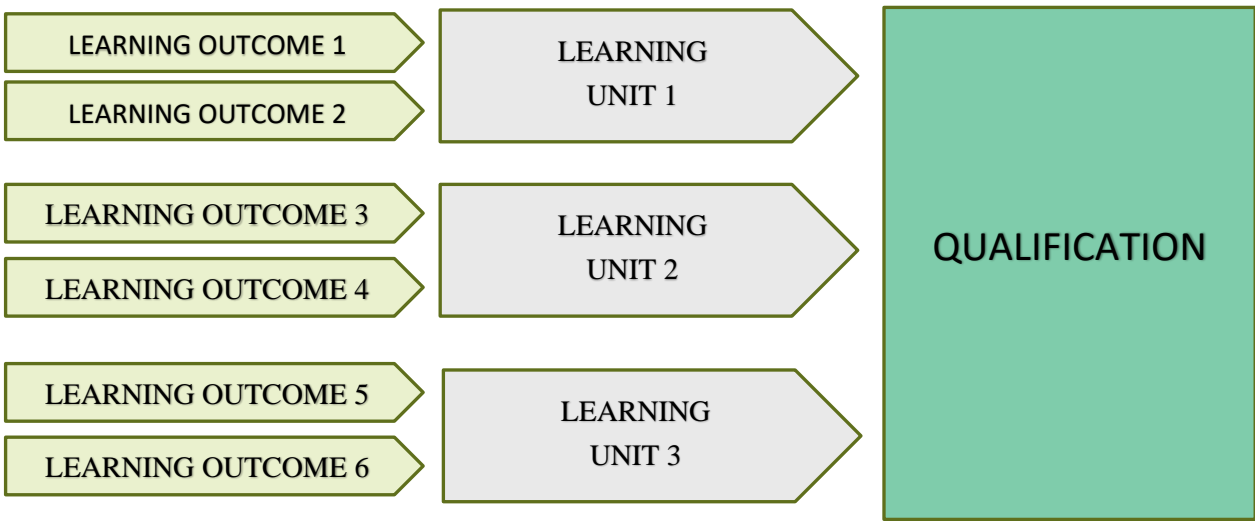 LEARNING OUTCOME 1
LEARNING OUTCOME 2
LEARNING
UNIT 1
LEARNING OUTCOME 3
LEARNING OUTCOME 4
LEARNING
UNIT 2
LEARNING OUTCOME 5
LEARNING OUTCOME 6
LEARNING
UNIT 3
QUALIFICATION